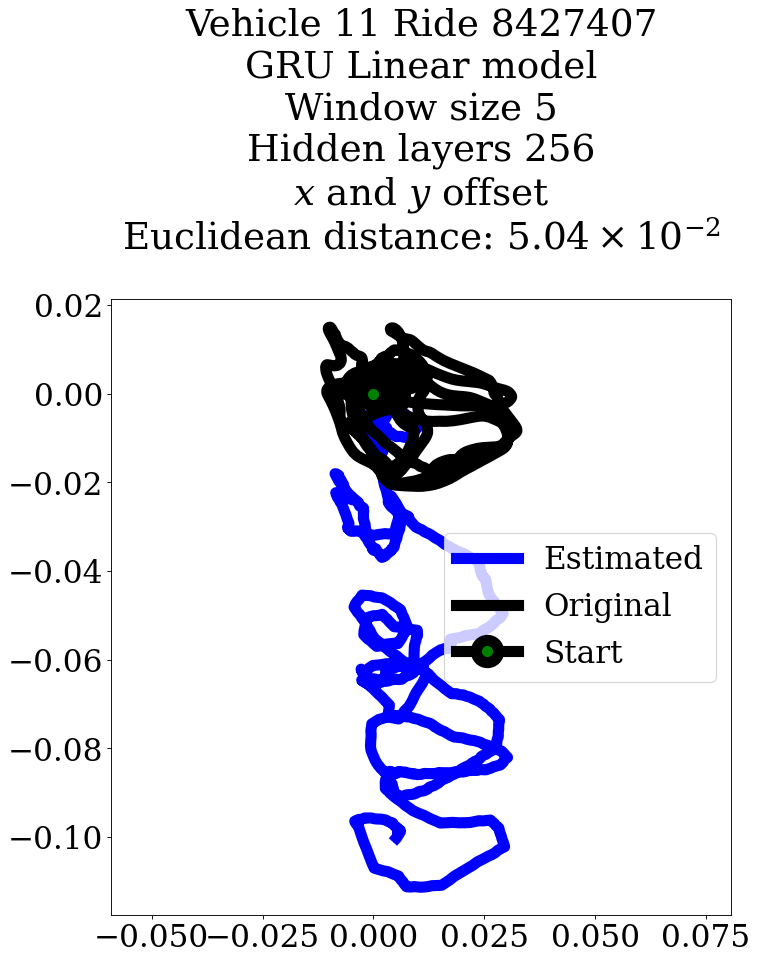 Vehicle 11 Ride 8427407
GRU Linear model
Window size 5
Hidden layers 256
x and y offset
Euclidean distance: 5.04 × 10⁻²
0.02
0.00
−0.02
−0.04
−0.06
−0.08
−0.10
Estimated
Original
Start
−0.050 −0.025 0.000 0.025 0.050 0.075